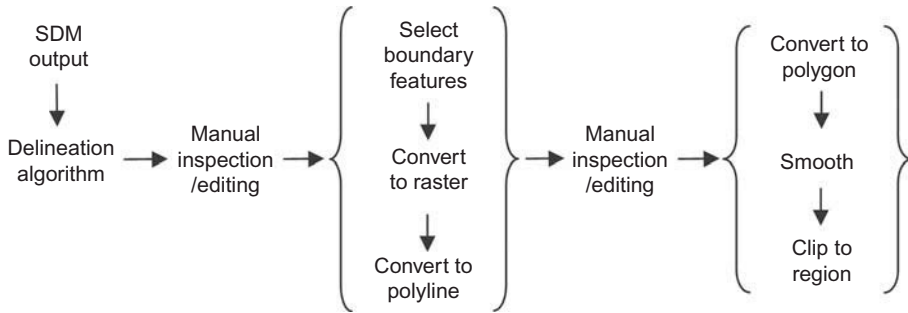 SDM
output
Delineation
algorithm
Manual
inspection
/editing
Select
boundary
features
Convert
to raster
Convert to
polyline
Manual
inspection
/editing
Convert to
polygon
Smooth
Clip to
region